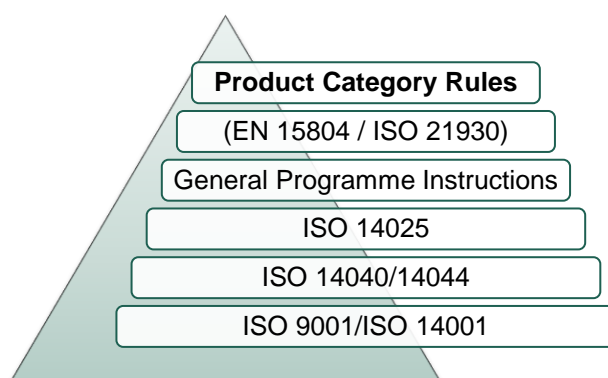 Product Category Rules
(EN 15804 / ISO 21930)
General Programme Instructions
ISO 14025
ISO 14040/14044
ISO 9001/ISO 14001